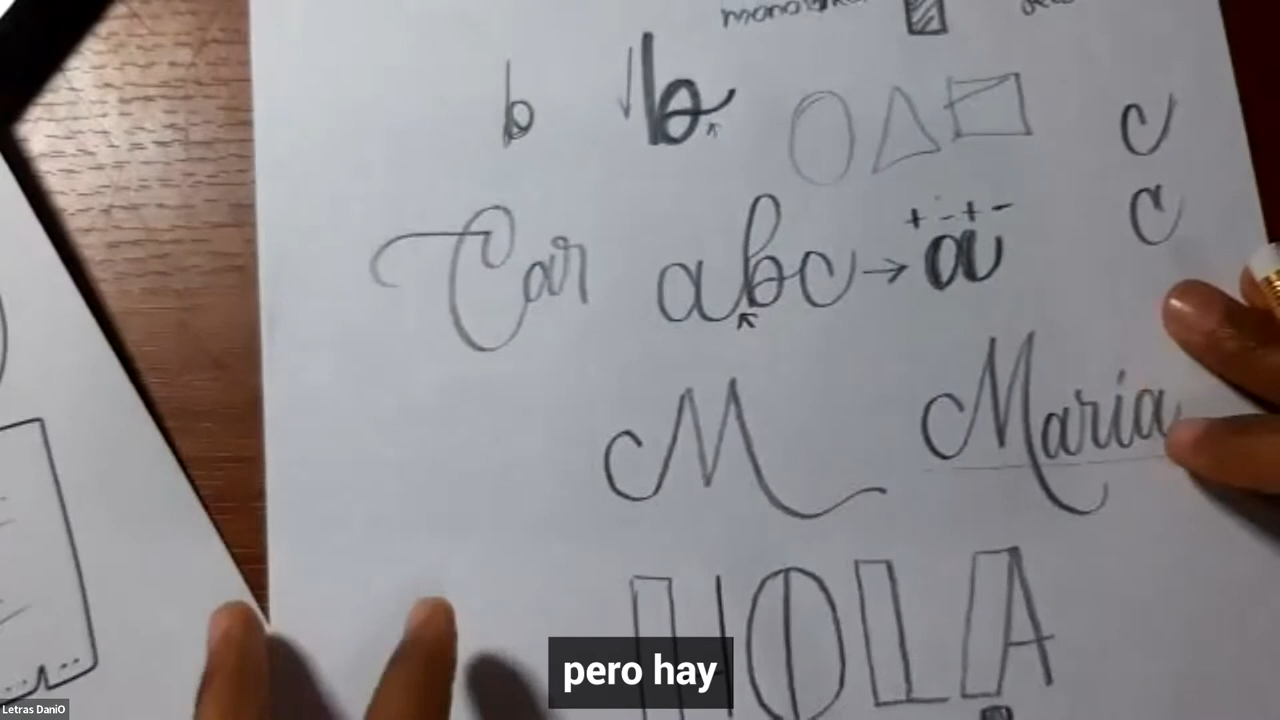 b b c
c
Car abc → a
+ - + -
M Maria
HOLA
pero hay
Letras DaniO